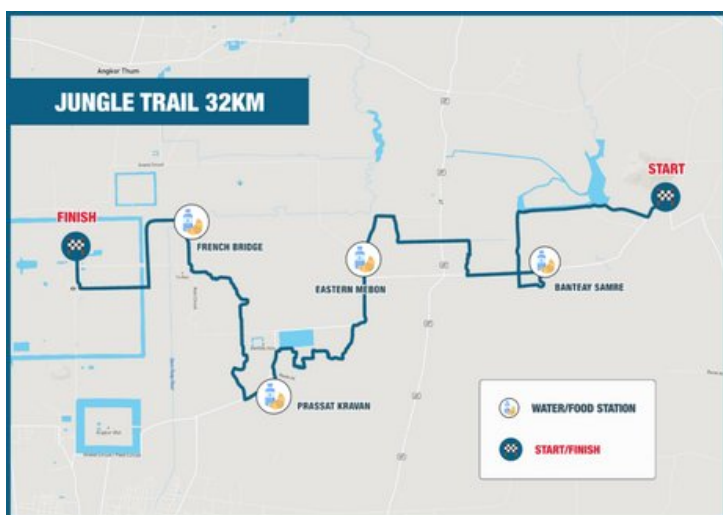 Angkor Thum
JUNGLE TRAIL 32KM
START
FINISH
FRENCH BRIDGE
EASTERN MEBON
BANTEAY SAMRE
PRASSAT KRAVAN
WATER/FOOD STATION
START/FINISH